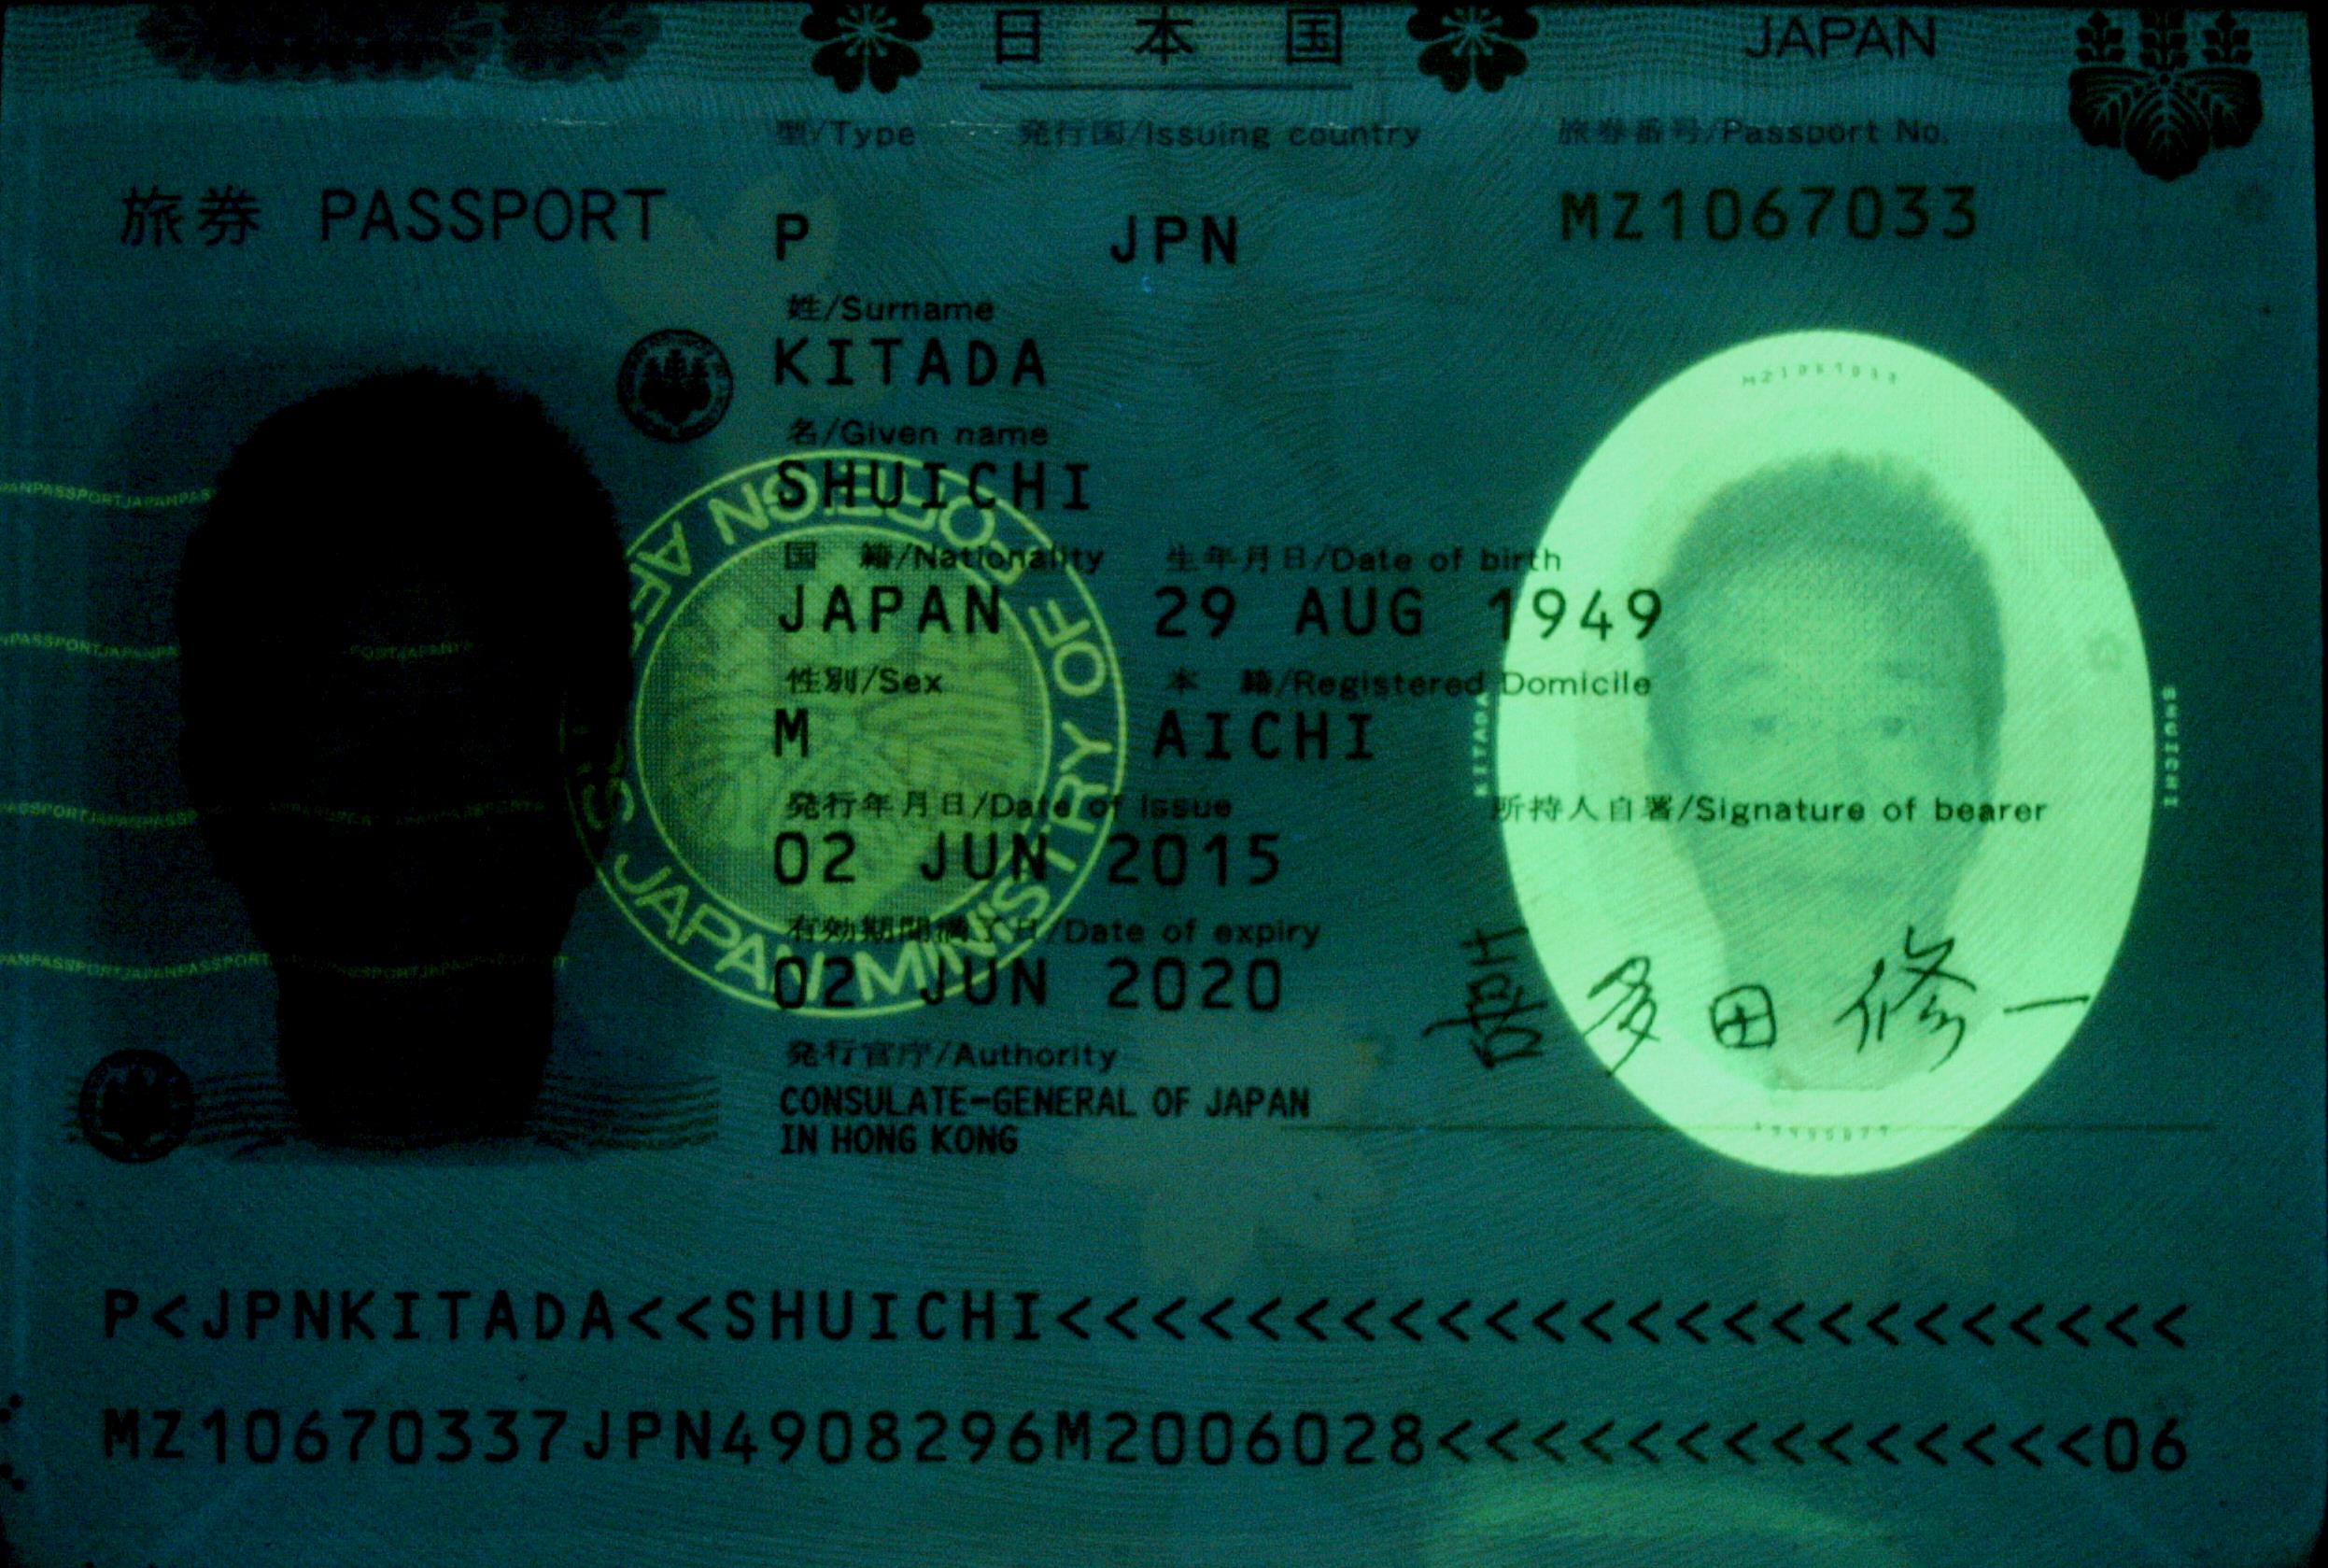 日本国 JAPAN
型/Type 発行国/Issuing country 旅券番号/Passport No.
旅券 PASSPORT P JPN MZ1067033
姓/Surname
KITADA
名/Given name
SHUICHI
国 籍/Nationality 生年月日/Date of birth
JAPAN 29 AUG 1949
性別/Sex 本 籍/Registered Domicile
M AICHI
発行年月日/Date of issue 所持人自署/Signature of bearer
02 JUN 2015
有効期間満了日/Date of expiry
02 JUN 2020
多田修一
発行官庁/Authority
CONSULATE-GENERAL OF JAPAN
IN HONG KONG
JAPAN MINISTRY OF FOREIGN AFFAIRS
KITADA
SHUICHI
P<JPNKITADA<<SHUICHI<<<<<<<<<<<<<<<<<<<<<<<<
MZ10670337JPN4908296M2006028<<<<<<<<<<<<<<06